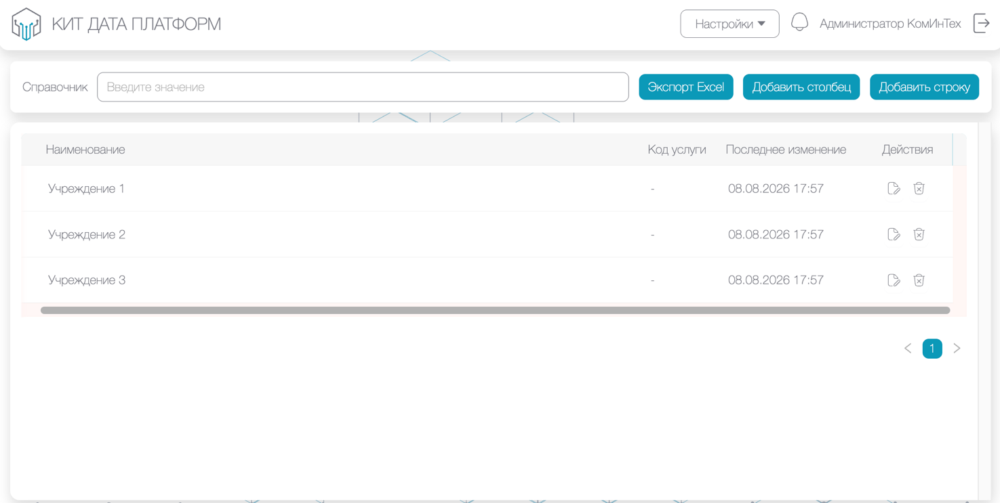 КИТ ДАТА ПЛАТФОРМ
Настройки
Администратор КомИнТех
Справочник
Введите значение
Экспорт Excel
Добавить столбец
Добавить строку
Наименование Код услуги Последнее изменение Действия
Учреждение 1 - 08.08.2026 17:57
Учреждение 2 - 08.08.2026 17:57
Учреждение 3 - 08.08.2026 17:57
1